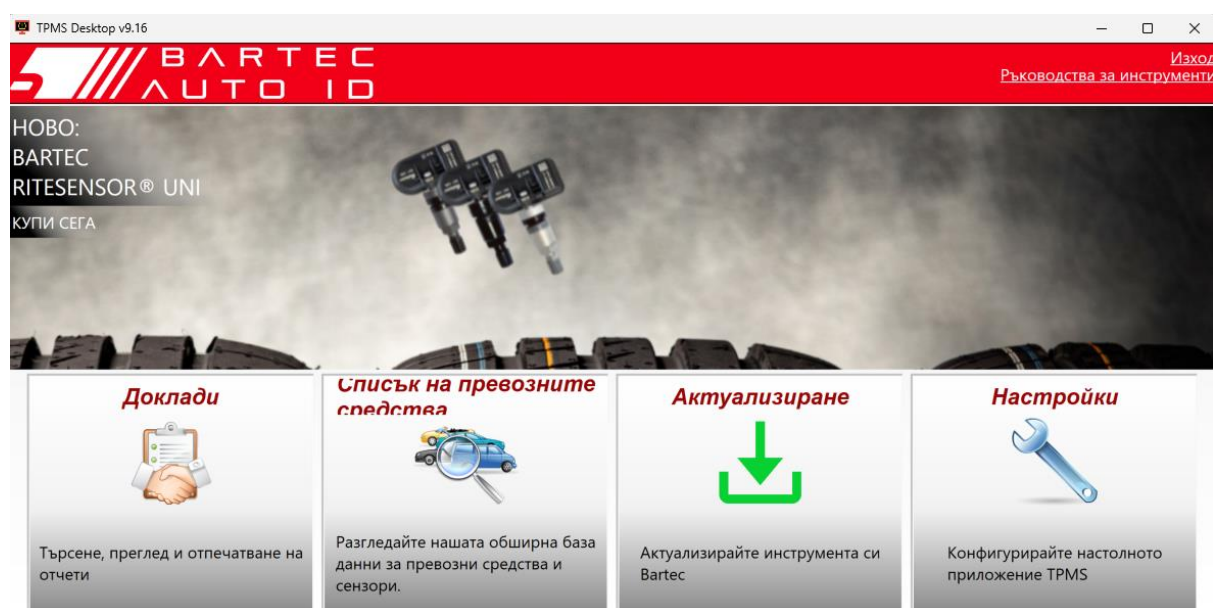 TPMS Desktop v9.16
BARTEC
AUTO ID
Изход
Ръководства за инструменти
НОВО:
BARTEC
RITESENSOR® UNI
КУПИ СЕГА
Доклади
Търсене, преглед и отпечатване на
отчети
Списък на превозните
средства
Разгледайте нашата обширна база
данни за превозни средства и
сензори.
Актуализиране
Актуализирайте инструмента си
Bartec
Настройки
Конфигурирайте настолното
приложение TPMS